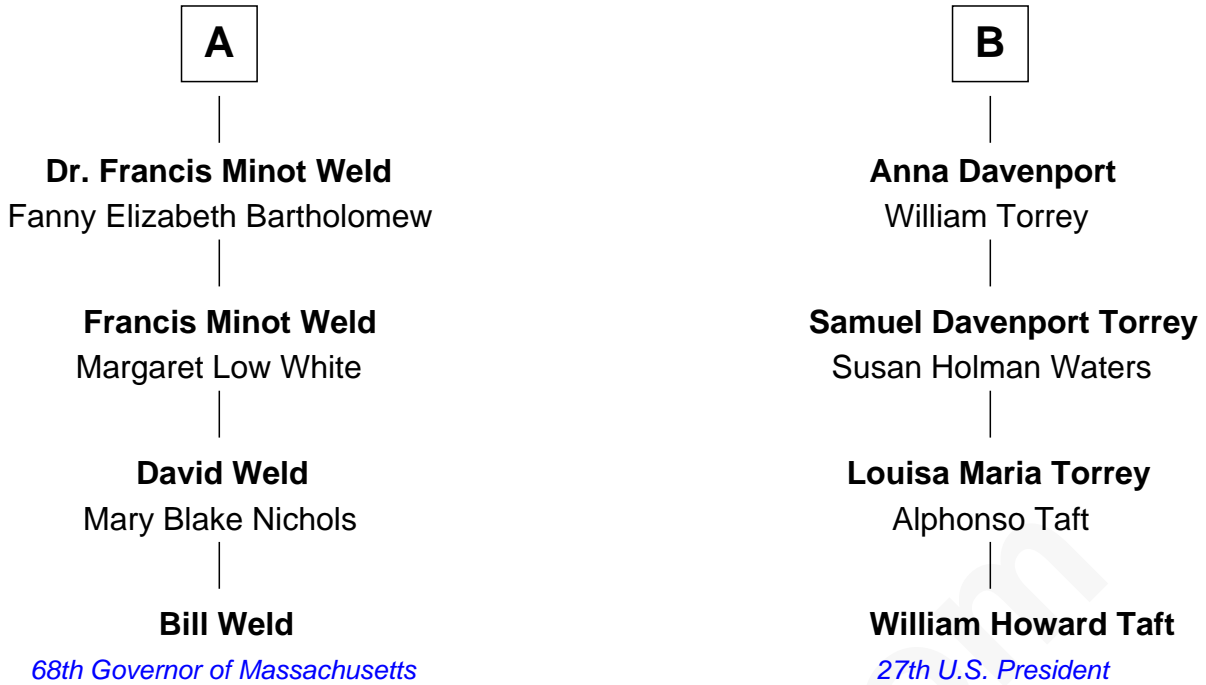 A
B
Dr. Francis Minot Weld
Fanny Elizabeth Bartholomew
Anna Davenport
William Torrey
Francis Minot Weld
Margaret Low White
Samuel Davenport Torrey
Susan Holman Waters
David Weld
Mary Blake Nichols
Louisa Maria Torrey
Alphonso Taft
Bill Weld
68th Governor of Massachusetts
William Howard Taft
27th U.S. President